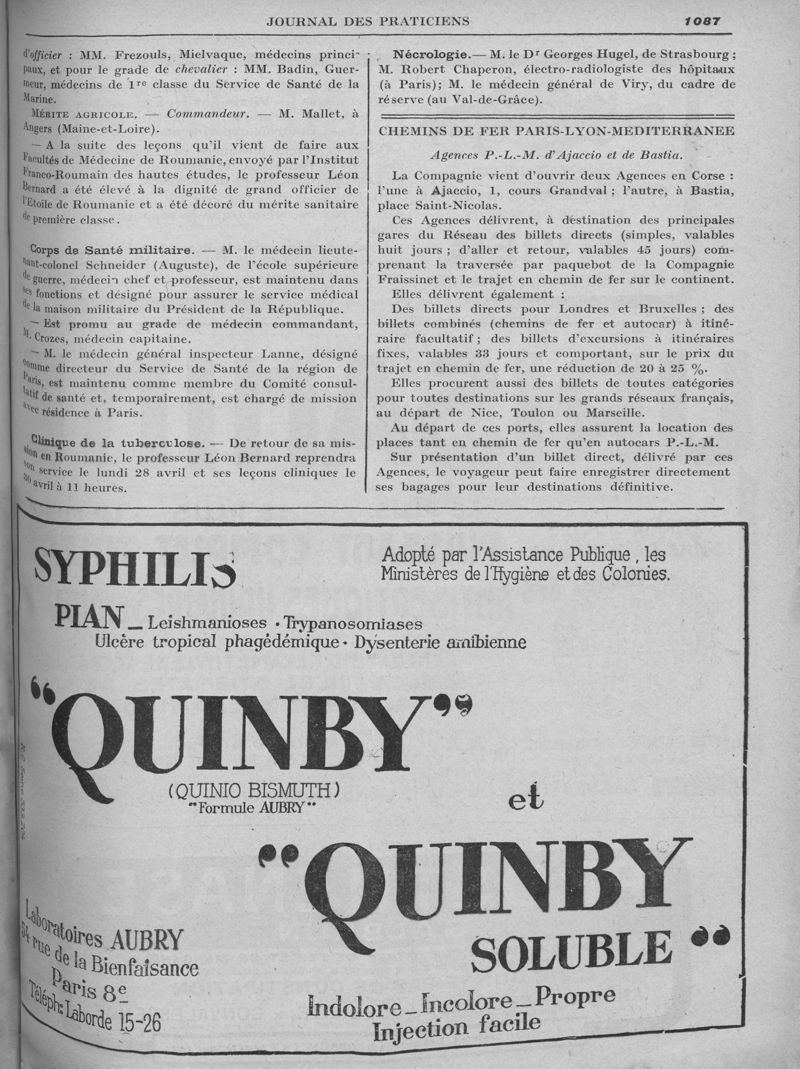 JOURNAL DES PRATICIENS
1087
d'officier : MM. Frezouls, Mielvaque, médecins princi-
paux, et pour le grade de chevalier : MM. Badin, Guer-
meur, médecins de 1re classe du Service de Santé de la
Marine.
MÉRITE AGRICOLE. — Commandeur. — M. Mallet, à
Angers (Maine-et-Loire).
— A la suite des leçons qu'il vient de faire aux
Facultés de Médecine de Roumanie, envoyé par l'Institut
Franco-Roumain des hautes études, le professeur Léon
Bernard a été élevé à la dignité de grand officier de
l'Etoile de Roumanie et a été décoré du mérite sanitaire
de première classe.
Corps de Santé militaire. — M. le médecin lieute-
nant-colonel Schneider (Auguste), de l'école supérieure
de guerre, médecin chef et professeur, est maintenu dans
ses fonctions et désigné pour assurer le service médical
de la maison militaire du Président de la République.
— Est promu au grade de médecin commandant,
M. Crozes, médecin capitaine.
— M. le médecin général inspecteur Lanne, désigné
comme directeur du Service de Santé de la région de
Paris, est maintenu comme membre du Comité consul-
tatif de santé et, temporairement, est chargé de mission
avec résidence à Paris.
Clinique de la tuberculose. — De retour de sa mis-
sion en Roumanie, le professeur Léon Bernard reprendra
son service le lundi 28 avril et ses leçons cliniques le
30 avril à 11 heures.
Nécrologie.— M. le Dr Georges Hugel, de Strasbourg ;
M. Robert Chaperon, électro-radiologiste des hôpitaux
(à Paris) ; M. le médecin général de Viry, du cadre de
réserve (au Val-de-Grâce).
CHEMINS DE FER PARIS-LYON-MEDITERRANEE
Agences P.-L.-M. d'Ajaccio et de Bastia.
La Compagnie vient d'ouvrir deux Agences en Corse :
l'une à Ajaccio, 1, cours Grandval ; l'autre, à Bastia,
place Saint-Nicolas.
Ces Agences délivrent, à destination des principales
gares du Réseau des billets directs (simples, valables
huit jours ; d'aller et retour, valables 45 jours) com-
prenant la traversée par paquebot de la Compagnie
Fraissinet et le trajet en chemin de fer sur le continent.
Elles délivrent également :
Des billets directs pour Londres et Bruxelles ; des
billets combinés (chemins de fer et autocar) à itiné-
raire facultatif ; des billets d'excursions à itinéraires
fixes, valables 33 jours et comportant, sur le prix du
trajet en chemin de fer, une réduction de 20 à 25 %.
Elles procurent aussi des billets de toutes catégories
pour toutes destinations sur les grands réseaux français,
au départ de Nice, Toulon ou Marseille.
Au départ de ces ports, elles assurent la location des
places tant en chemin de fer qu'en autocars P.-L.-M.
Sur présentation d'un billet direct, délivré par ces
Agences, le voyageur peut faire enregistrer directement
ses bagages pour leur destinations définitive.
SYPHILIS
Adopté par l'Assistance Publique, les
Ministères de l'Hygiène et des Colonies.
PIAN — Leishmanioses · Trypanosomiases
Ulcère tropical phagédémique · Dysenterie amibienne
"QUINBY"
(QUINIO BISMUTH)
"Formule AUBRY"
et
"QUINBY
SOLUBLE"
Laboratoires AUBRY
54 rue de la Bienfaisance
Paris 8e
Téléph: Laborde 15-26
Indolore — Incolore — Propre
Injection facile